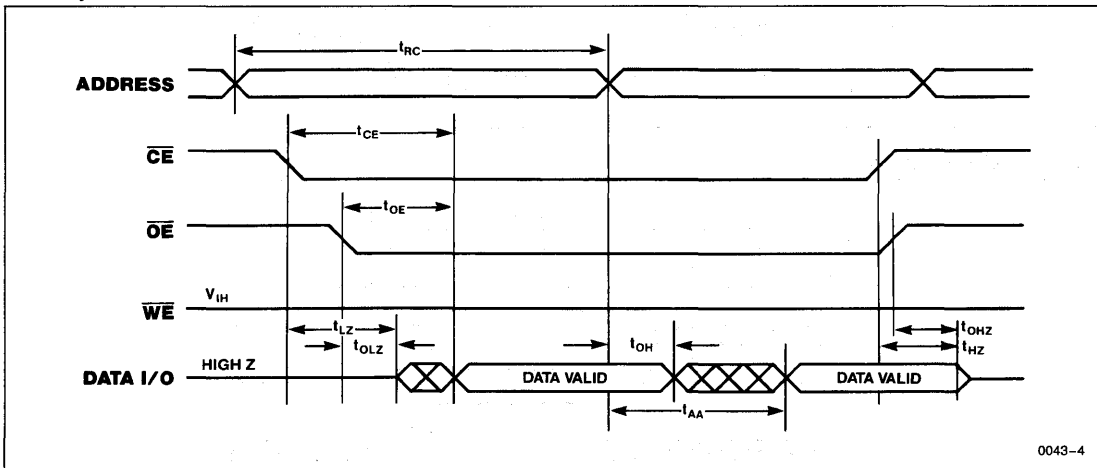 tRC
ADDRESS
tCE
CE
tOE
OE
VIH
WE
tLZ
tOHZ
tOLZ
tOH
tHZ
HIGH Z
DATA I/O
DATA VALID
DATA VALID
tAA
0043-4